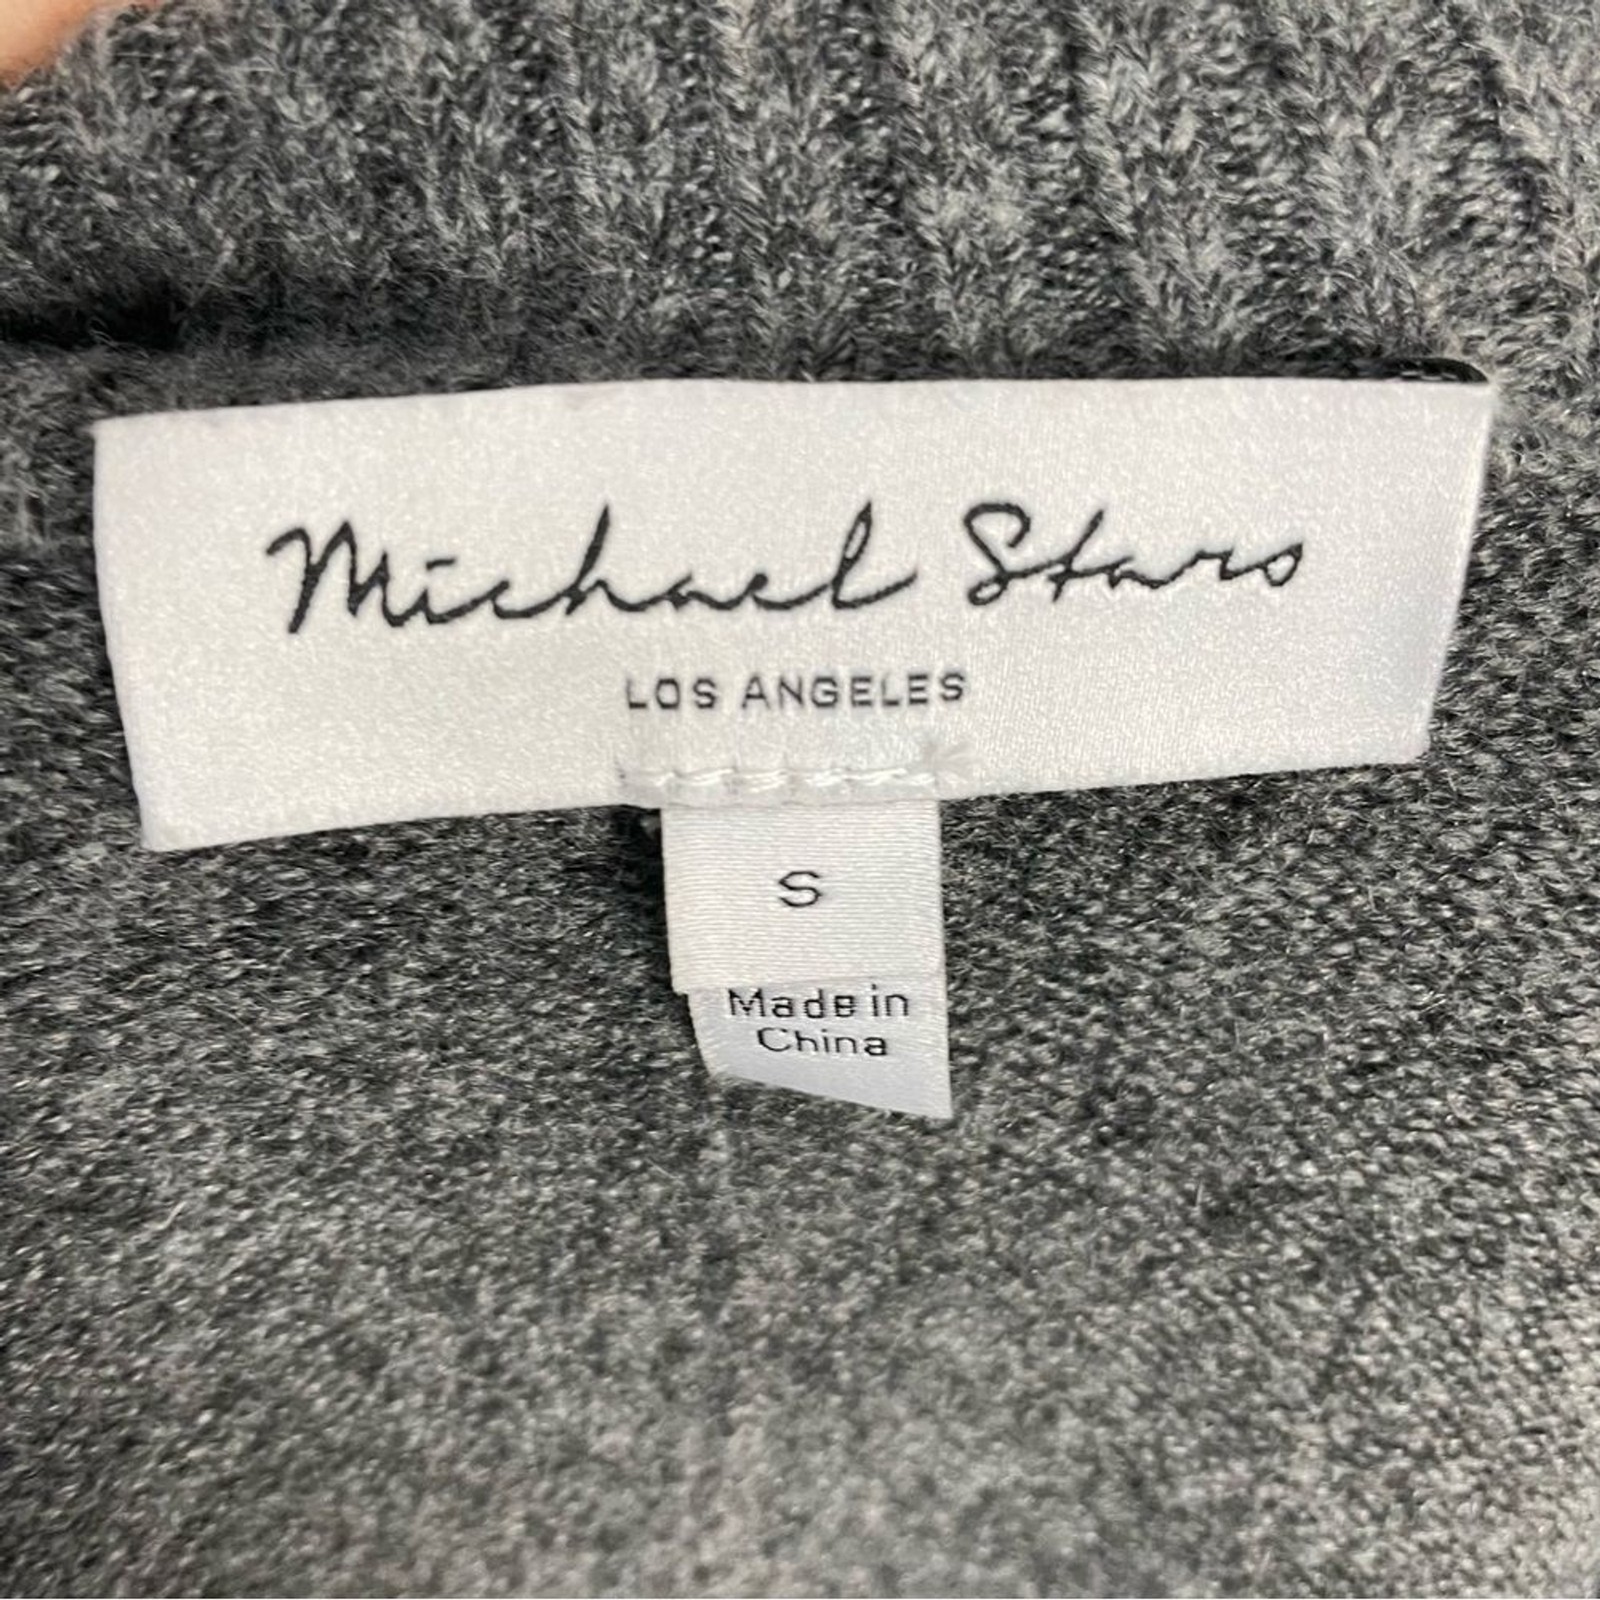 Michael Stars
LOS ANGELES
S
Made in
China